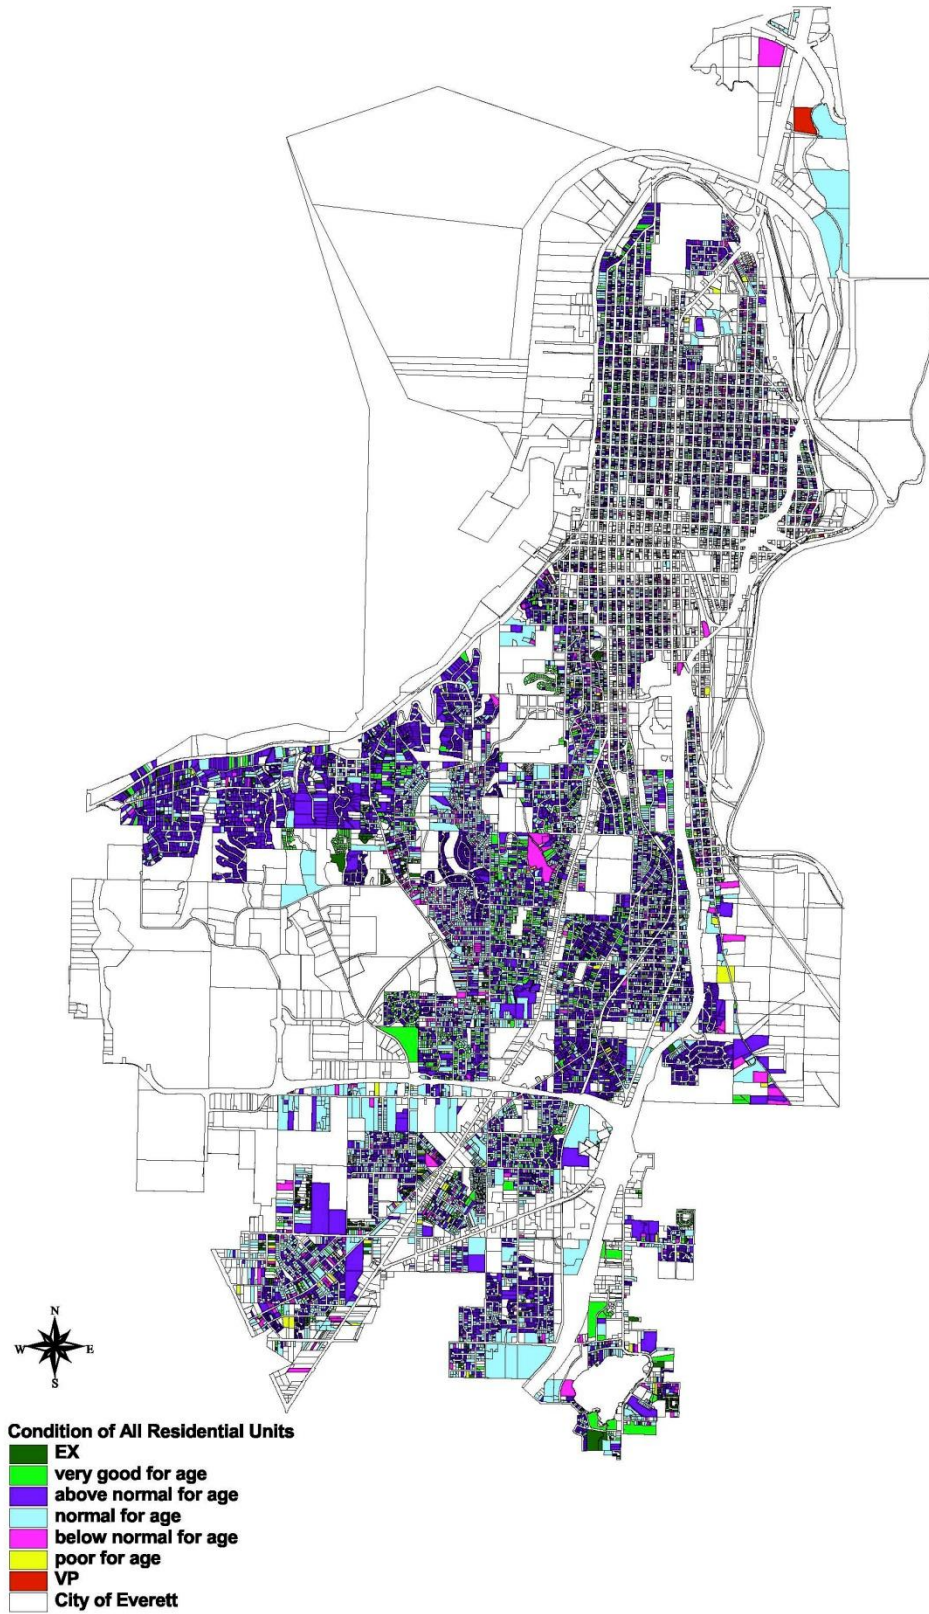 N
W E
S
Condition of All Residential Units
EX
very good for age
above normal for age
normal for age
below normal for age
poor for age
VP
City of Everett